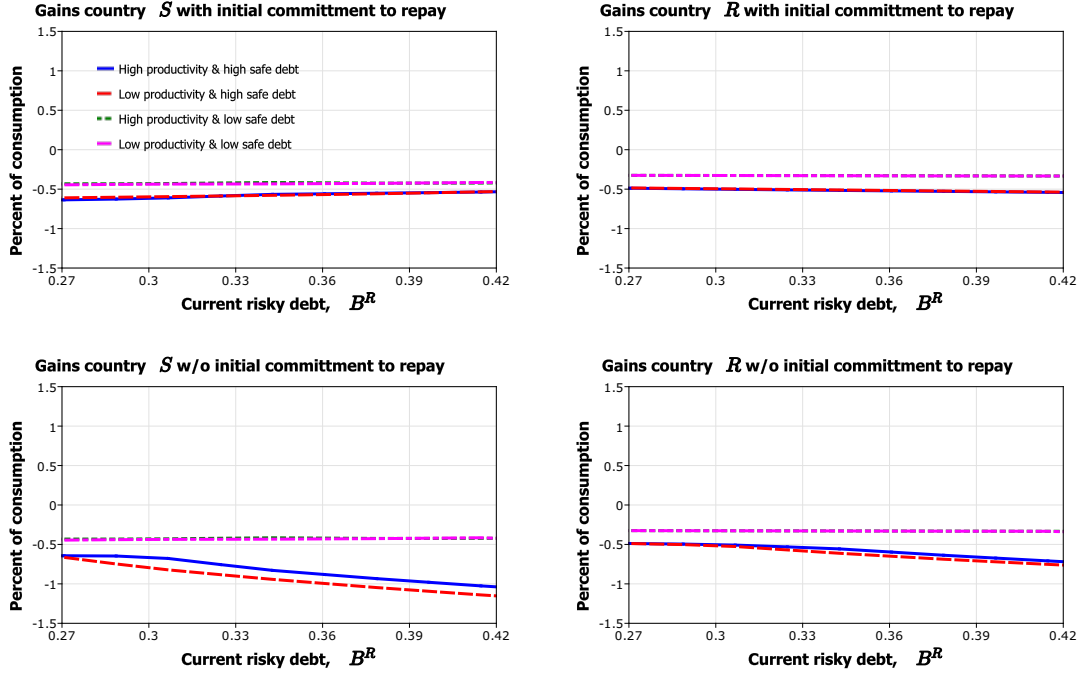 Gains country S with initial committment to repay
Percent of consumption
1.5
1
0.5
0
-0.5
-1
-1.5
High productivity & high safe debt
Low productivity & high safe debt
High productivity & low safe debt
Low productivity & low safe debt
0.27 0.3 0.33 0.36 0.39 0.42
Current risky debt, B^R
Gains country R with initial committment to repay
Percent of consumption
1.5
1
0.5
0
-0.5
-1
-1.5
0.27 0.3 0.33 0.36 0.39 0.42
Current risky debt, B^R
Gains country S w/o initial committment to repay
Percent of consumption
1.5
1
0.5
0
-0.5
-1
-1.5
0.27 0.3 0.33 0.36 0.39 0.42
Current risky debt, B^R
Gains country R w/o initial committment to repay
Percent of consumption
1.5
1
0.5
0
-0.5
-1
-1.5
0.27 0.3 0.33 0.36 0.39 0.42
Current risky debt, B^R